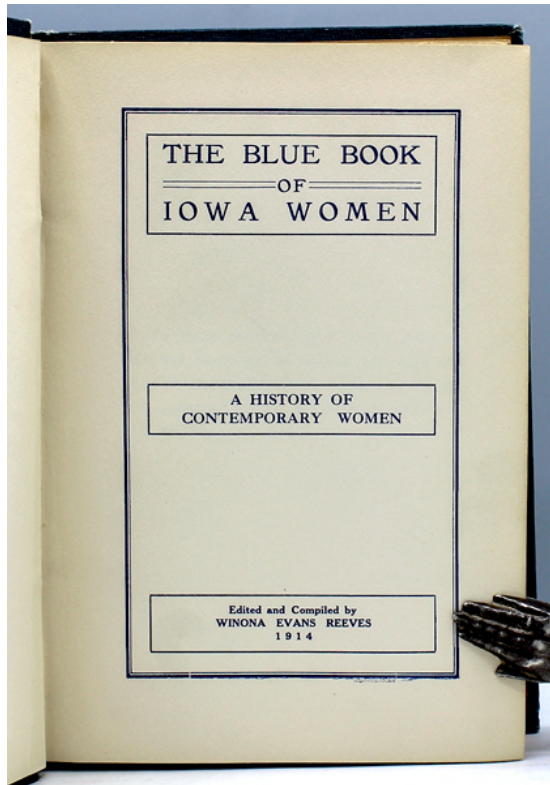 THE BLUE BOOK
OF
IOWA WOMEN
A HISTORY OF
CONTEMPORARY WOMEN
Edited and Compiled by
WINONA EVANS REEVES
1914